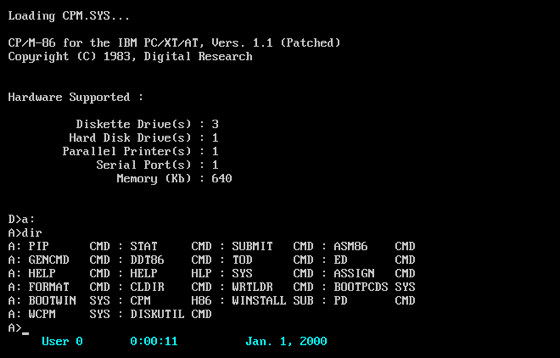 Loading CPM.SYS...
CP/M-86 for the IBM PC/XT/AT, Vers. 1.1 (Patched)
Copyright (C) 1983, Digital Research
Hardware Supported :
Diskette Drive(s) : 3
Hard Disk Drive(s) : 1
Parallel Printer(s) : 1
Serial Port(s) : 1
Memory (Kb) : 640
D>a:
A>dir
A: PIP      CMD : STAT     CMD : SUBMIT   CMD : ASM86    CMD
A: GENCMD   CMD : DDT86    CMD : TOD      CMD : ED       CMD
A: HELP     CMD : HELP     HLP : SYS      CMD : ASSIGN   CMD
A: FORMAT   CMD : CLDIR    CMD : WRTLDR   CMD : BOOTPCDS SYS
A: BOOTWIN  SYS : CPM      H86 : WINSTALL SUB : PD       CMD
A: WCPM     SYS : DISKUTIL CMD
A>_
User 0       0:00:11          Jan. 1, 2000